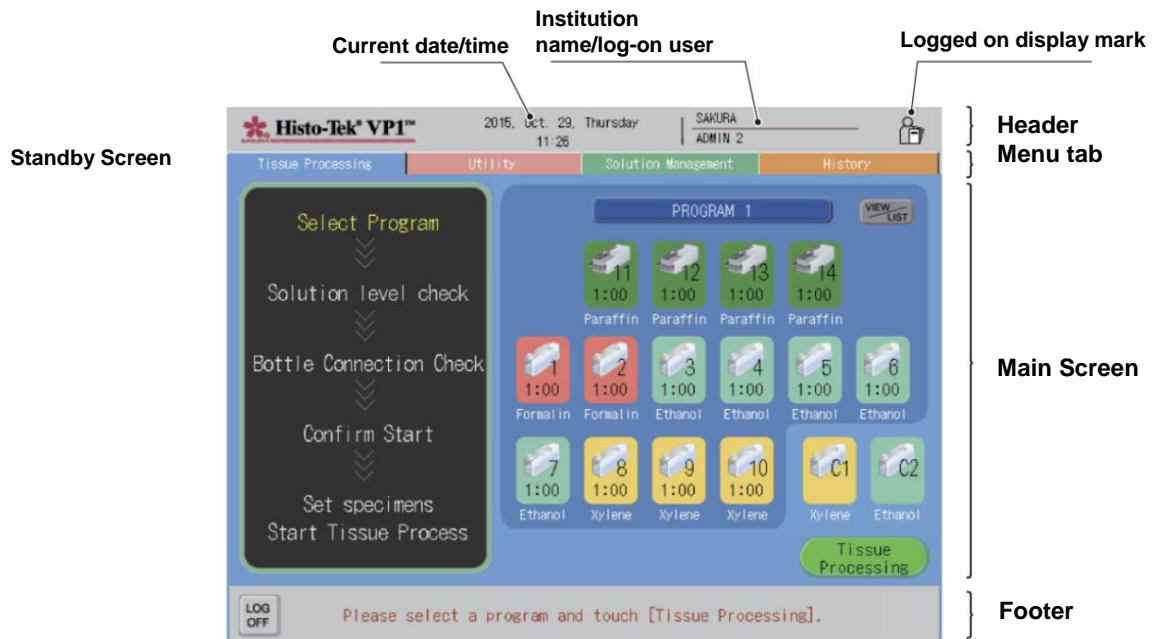 Institution
name/log-on user
Current date/time
Logged on display mark
Standby Screen
SAKURA
Histo-Tek® VP1™
2015, Oct. 29, Thursday
11:26
SAKURA
ADMIN 2
Header
Menu tab
Tissue Processing
Utility
Solution Management
History
Select Program
Solution level check
Bottle Connection Check
Confirm Start
Set specimens
Start Tissue Process
PROGRAM 1
VIEW
LIST
11 12 13 14
1:00 1:00 1:00 1:00
Paraffin Paraffin Paraffin Paraffin
1 2 3 4 5 6
1:00 1:00 1:00 1:00 1:00 1:00
Formalin Formalin Ethanol Ethanol Ethanol Ethanol
7 8 9 10 C1 C2
1:00 1:00 1:00 1:00
Ethanol Xylene Xylene Xylene Xylene Ethanol
Tissue
Processing
Main Screen
LOG
OFF
Please select a program and touch [Tissue Processing].
Footer